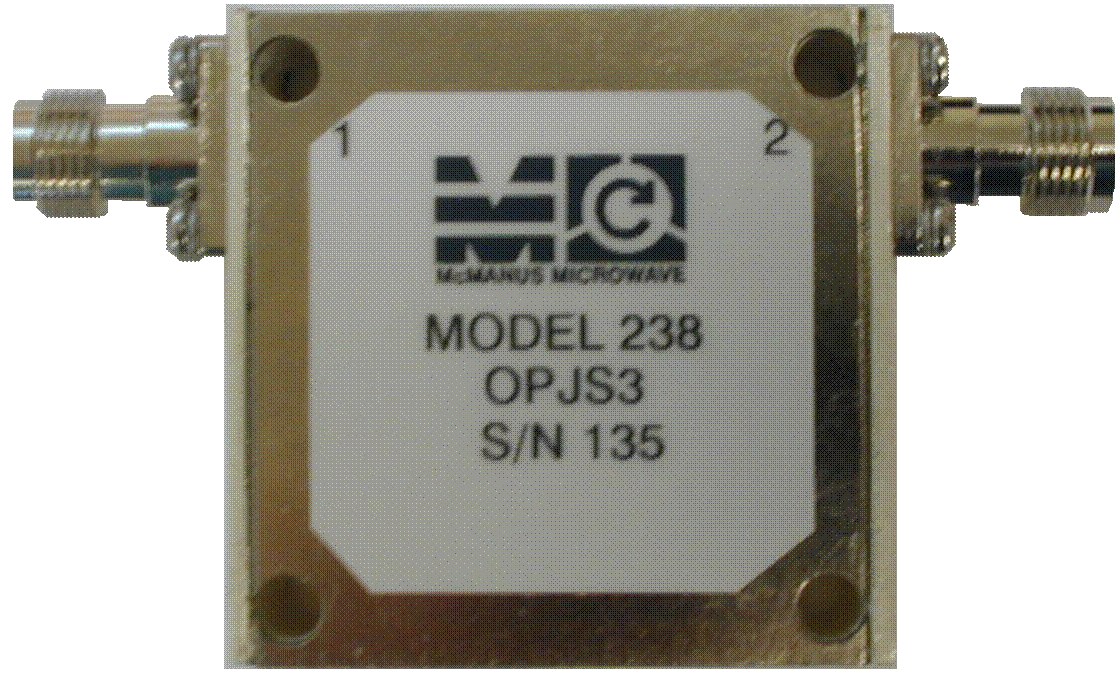 1 2
MC
McMANUS MICROWAVE
MODEL 238
OPJS3
S/N 135